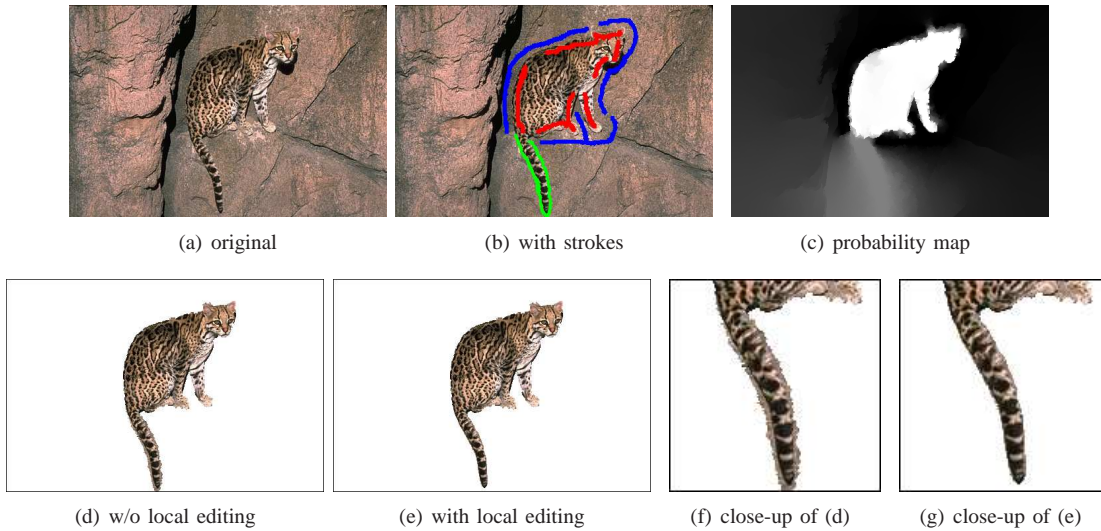 (a) original
(b) with strokes
(c) probability map
(d) w/o local editing
(e) with local editing
(f) close-up of (d)
(g) close-up of (e)